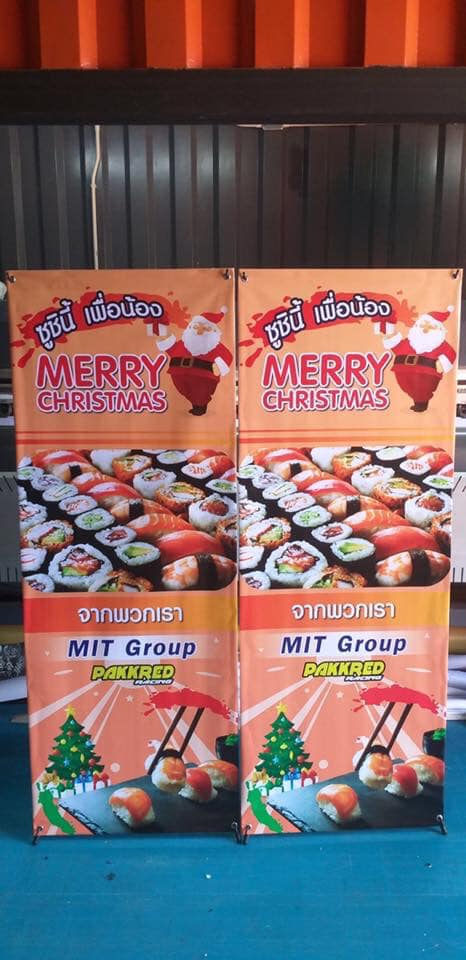 ซูชินี้ เพื่อน้อง
MERRY
CHRISTMAS
จากพวกเรา
MIT Group
PAKKRED
RACING
ซูชินี้ เพื่อน้อง
MERRY
CHRISTMAS
จากพวกเรา
MIT Group
PAKKRED
RACING